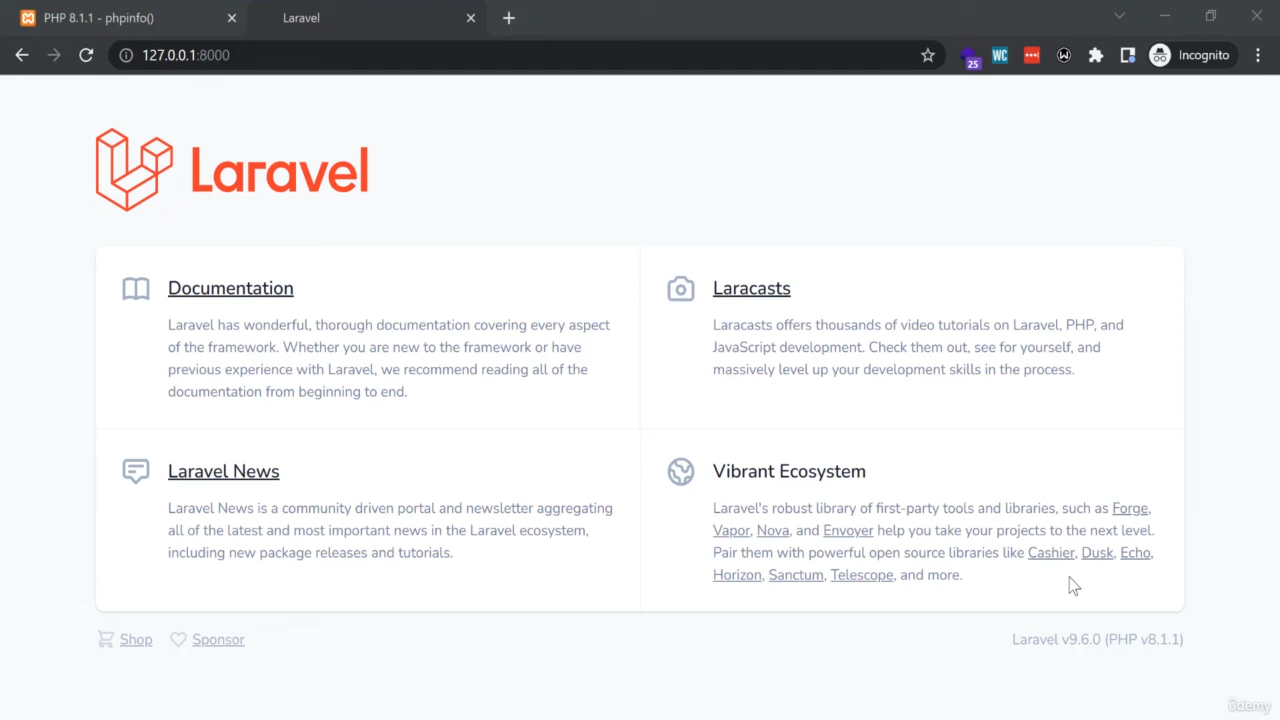 PHP 8.1.1 - phpinfo()
Laravel
127.0.0.1:8000
25
WC
Incognito
Laravel
Documentation
Laravel has wonderful, thorough documentation covering every aspect
of the framework. Whether you are new to the framework or have
previous experience with Laravel, we recommend reading all of the
documentation from beginning to end.
Laracasts
Laracasts offers thousands of video tutorials on Laravel, PHP, and
JavaScript development. Check them out, see for yourself, and
massively level up your development skills in the process.
Laravel News
Laravel News is a community driven portal and newsletter aggregating
all of the latest and most important news in the Laravel ecosystem,
including new package releases and tutorials.
Vibrant Ecosystem
Laravel's robust library of first-party tools and libraries, such as Forge,
Vapor, Nova, and Envoyer help you take your projects to the next level.
Pair them with powerful open source libraries like Cashier, Dusk, Echo,
Horizon, Sanctum, Telescope, and more.
Shop
Sponsor
Laravel v9.6.0 (PHP v8.1.1)
ûdemy